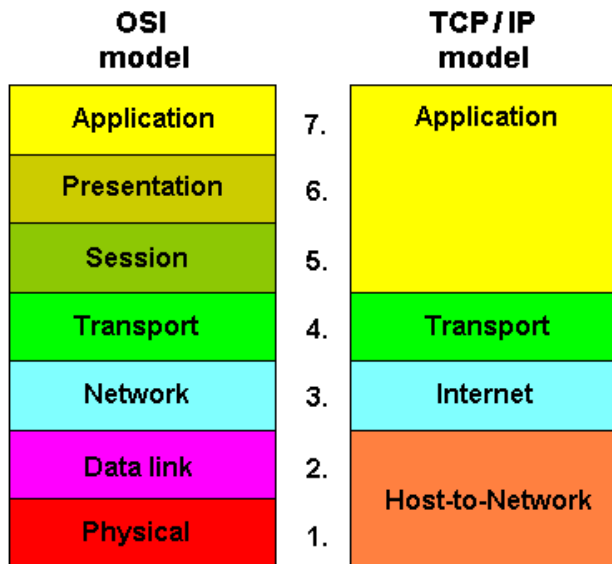 OSI
model
TCP/IP
model
Application
7.
Application
Presentation
6.
Session
5.
Transport
4.
Transport
Network
3.
Internet
Data link
2.
Host-to-Network
Physical
1.